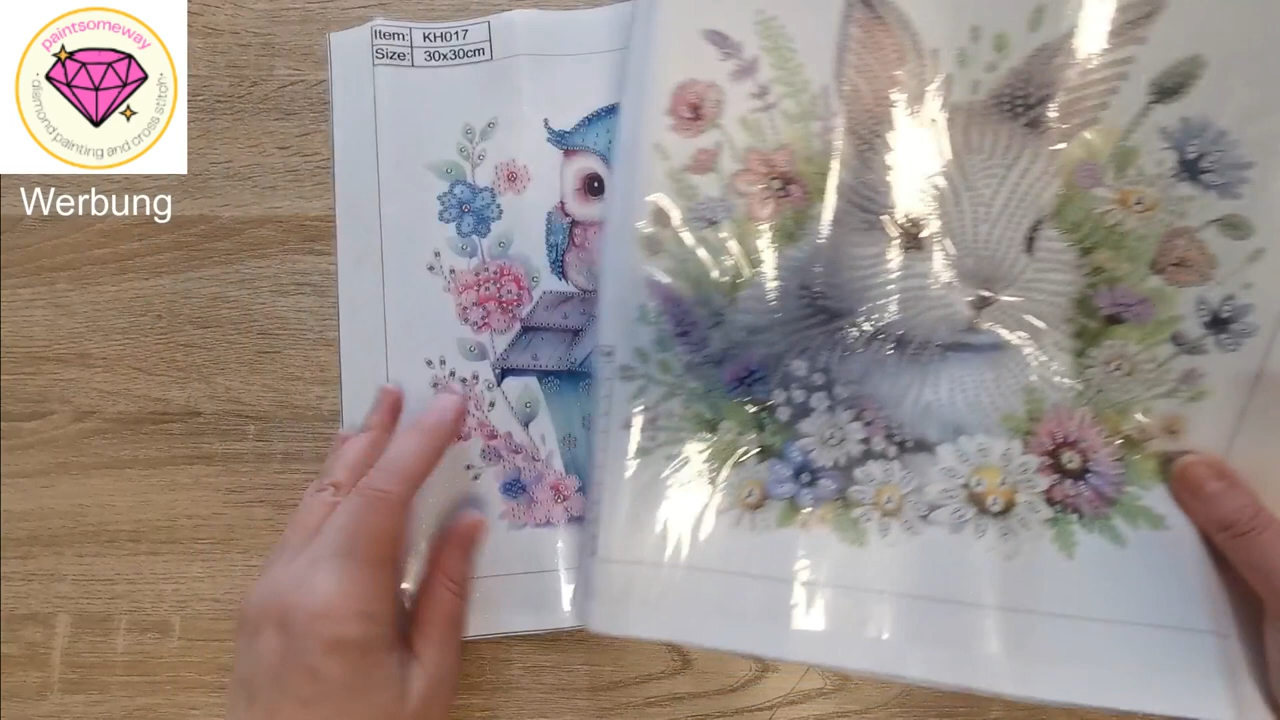 paintsomeway
· diamond painting and cross stitch ·
Werbung
Item: KH017
Size: 30x30cm